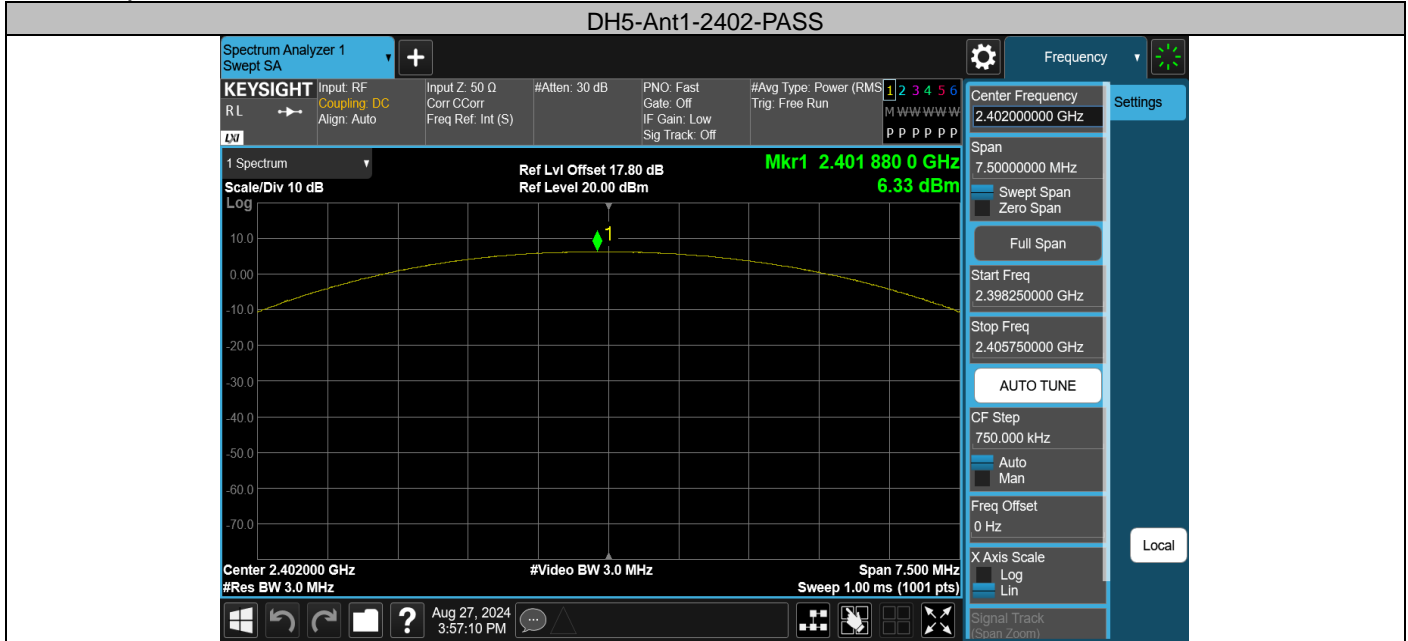 DH5-Ant1-2402-PASS
Spectrum Analyzer 1
Swept SA
Frequency
KEYSIGHT
RL
LXI
Input: RF
Coupling: DC
Align: Auto
Input Z: 50 Ω
Corr CCorr
Freq Ref: Int (S)
#Atten: 30 dB
PNO: Fast
Gate: Off
IF Gain: Low
Sig Track: Off
#Avg Type: Power (RMS
Trig: Free Run
1 2 3 4 5 6
M W W W W W
P P P P P P
Center Frequency
2.402000000 GHz
Settings
Span
7.50000000 MHz
Swept Span
Zero Span
Full Span
Start Freq
2.398250000 GHz
Stop Freq
2.405750000 GHz
AUTO TUNE
CF Step
750.000 kHz
Auto
Man
Freq Offset
0 Hz
X Axis Scale
Log
Lin
Signal Track
(Span Zoom)
Local
1 Spectrum
Scale/Div 10 dB
Log
Ref Lvl Offset 17.80 dB
Ref Level 20.00 dBm
Mkr1 2.401 880 0 GHz
6.33 dBm
1
10.0
0.00
-10.0
-20.0
-30.0
-40.0
-50.0
-60.0
-70.0
Center 2.402000 GHz
#Res BW 3.0 MHz
#Video BW 3.0 MHz
Span 7.500 MHz
Sweep 1.00 ms (1001 pts)
?
Aug 27, 2024
3:57:10 PM